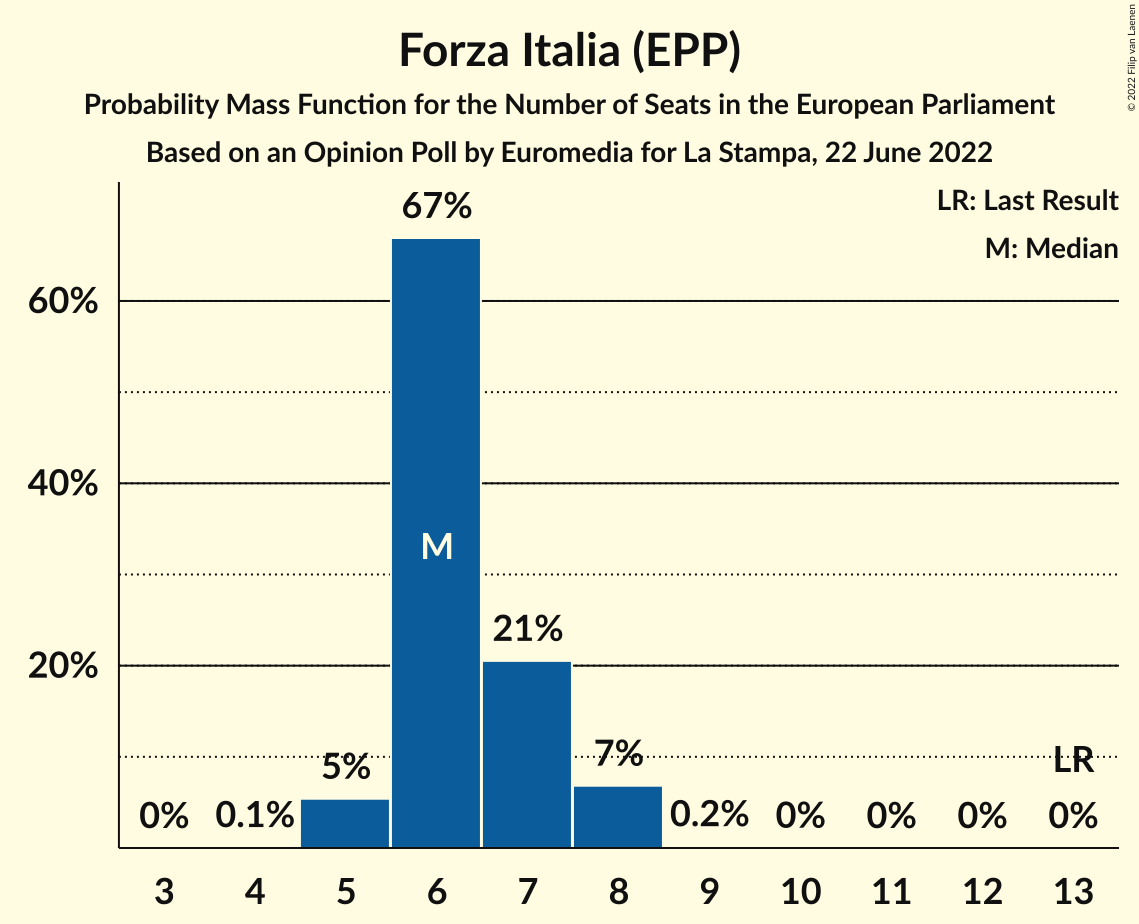 Forza Italia (EPP)
Probability Mass Function for the Number of Seats in the European Parliament
Based on an Opinion Poll by Euromedia for La Stampa, 22 June 2022
© 2022 Filip van Laenen
LR: Last Result
M: Median
60%
40%
20%
0%
0.1%
5%
67%
M
21%
7%
0.2%
0%
0%
0%
LR
0%
3 4 5 6 7 8 9 10 11 12 13